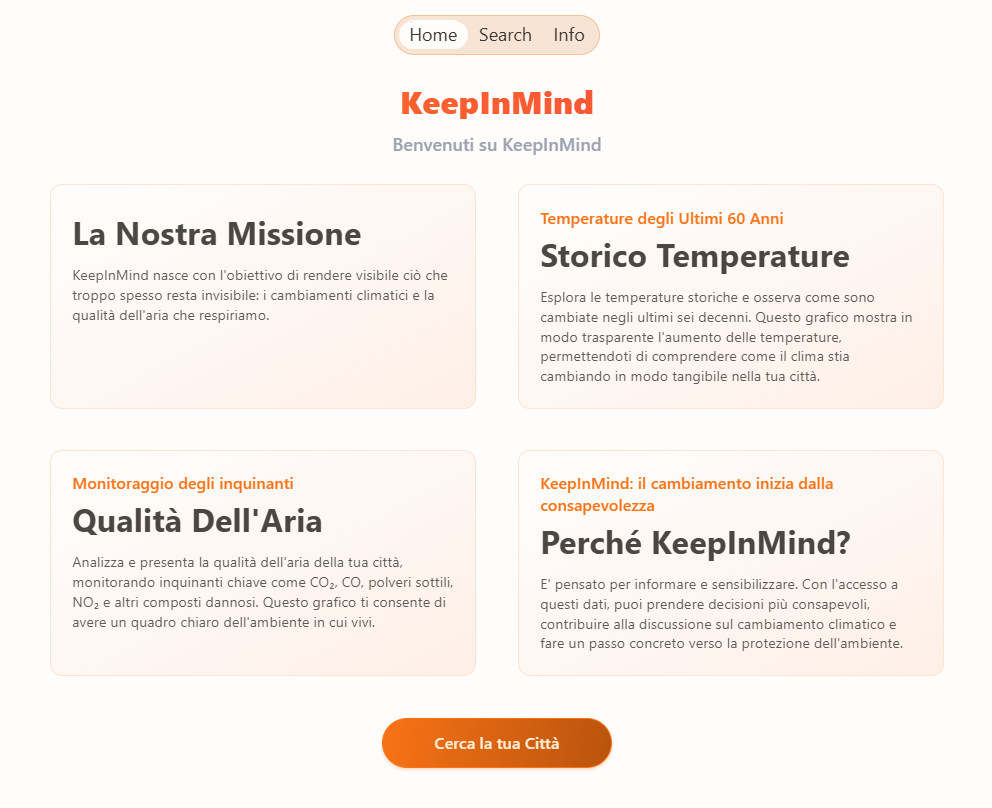 Home Search Info
KeepInMind
Benvenuti su KeepInMind
La Nostra Missione
KeepInMind nasce con l'obiettivo di rendere visibile ciò che
troppo spesso resta invisibile: i cambiamenti climatici e la
qualità dell'aria che respiriamo.
Temperature degli Ultimi 60 Anni
Storico Temperature
Esplora le temperature storiche e osserva come sono
cambiate negli ultimi sei decenni. Questo grafico mostra in
modo trasparente l'aumento delle temperature,
permettendoti di comprendere come il clima stia
cambiando in modo tangibile nella tua città.
Monitoraggio degli inquinanti
Qualità Dell'Aria
Analizza e presenta la qualità dell'aria della tua città,
monitorando inquinanti chiave come CO₂, CO, polveri sottili,
NO₂ e altri composti dannosi. Questo grafico ti consente di
avere un quadro chiaro dell'ambiente in cui vivi.
KeepInMind: il cambiamento inizia dalla
consapevolezza
Perché KeepInMind?
E' pensato per informare e sensibilizzare. Con l'accesso a
questi dati, puoi prendere decisioni più consapevoli,
contribuire alla discussione sul cambiamento climatico e
fare un passo concreto verso la protezione dell'ambiente.
Cerca la tua Città